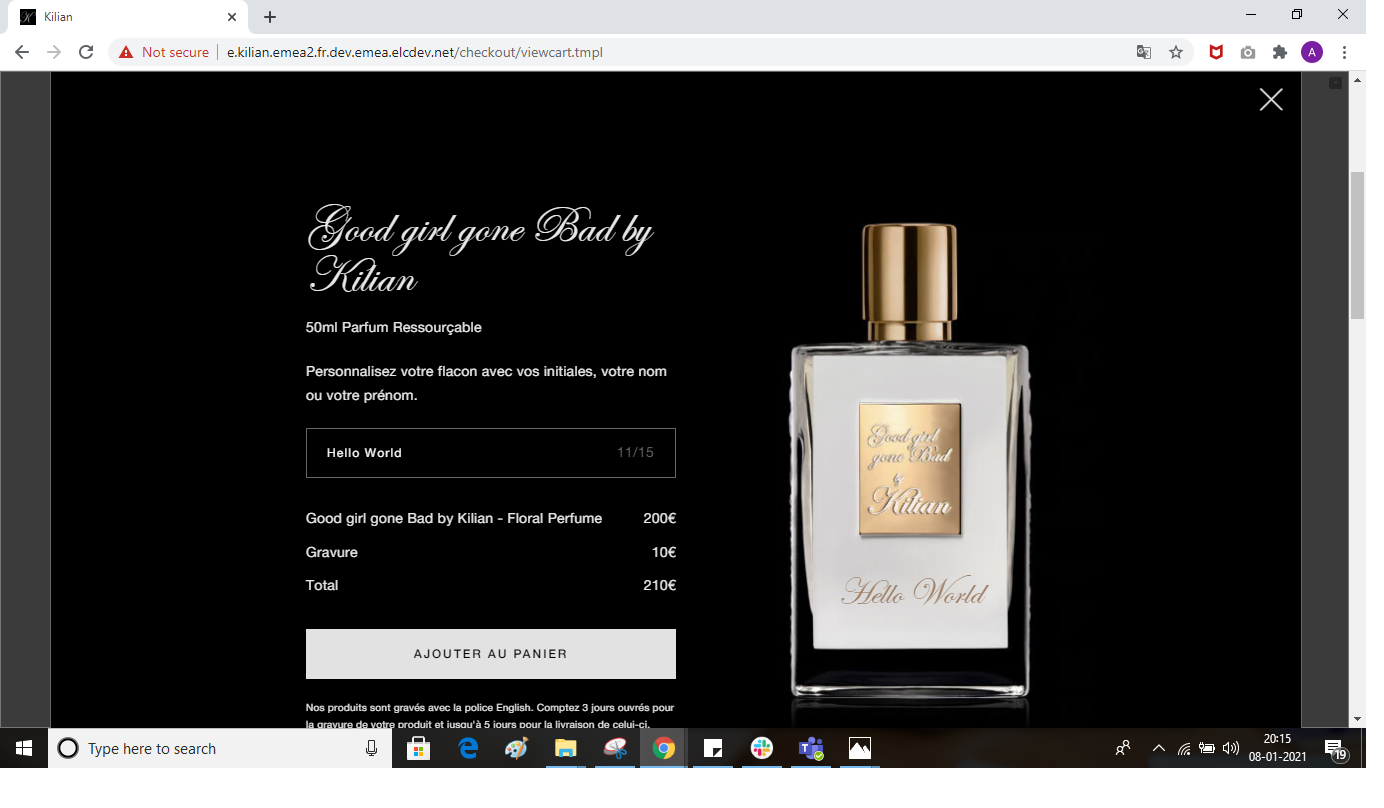 Kilian
Not secure
e.kilian.emea2.fr.dev.emea.elcdev.net/checkout/viewcart.tmpl
A
Good girl gone Bad by
Kilian
50ml Parfum Ressourçable
Personnalisez votre flacon avec vos initiales, votre nom
ou votre prénom.
Hello World 11/15
Good girl gone Bad by Kilian - Floral Perfume 200€
Gravure 10€
Total 210€
AJOUTER AU PANIER
Nos produits sont gravés avec la police English. Comptez 3 jours ouvrés pour
la gravure de votre produit et jusqu'à 5 jours pour la livraison de celui-ci.
Good girl
gone Bad
by
Kilian
Hello World
Type here to search
20:15
08-01-2021
19